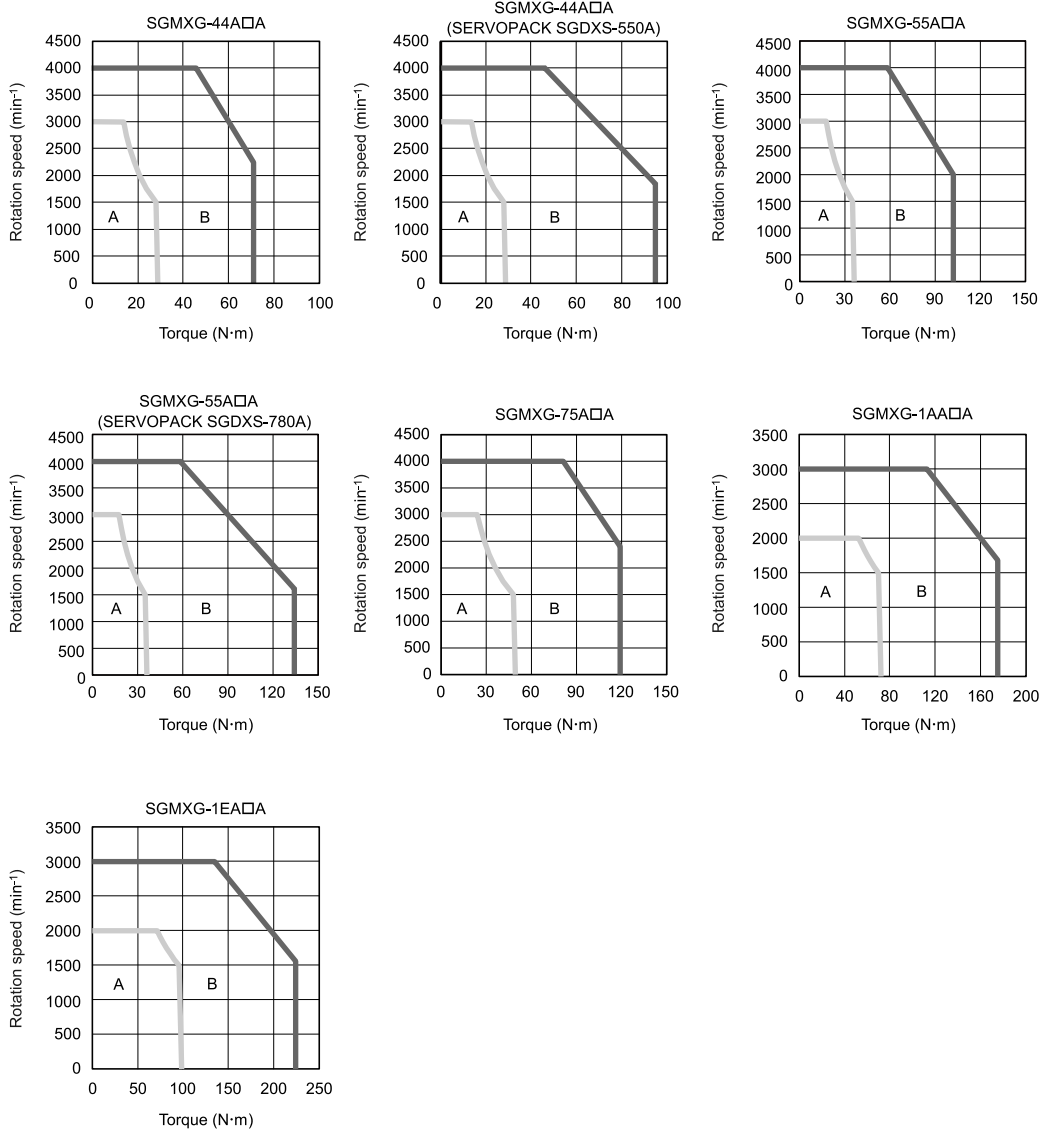 SGMXG-44A□A
Rotation speed (min-1)
4500
4000
3500
3000
2500
2000
1500
1000
500
0
A
B
0 20 40 60 80 100
Torque (N·m)
SGMXG-44A□A
(SERVOPACK SGDXS-550A)
Rotation speed (min-1)
4500
4000
3500
3000
2500
2000
1500
1000
500
0
A
B
0 20 40 60 80 100
Torque (N·m)
SGMXG-55A□A
Rotation speed (min-1)
4500
4000
3500
3000
2500
2000
1500
1000
500
0
A
B
0 30 60 90 120 150
Torque (N·m)
SGMXG-55A□A
(SERVOPACK SGDXS-780A)
Rotation speed (min-1)
4500
4000
3500
3000
2500
2000
1500
1000
500
0
A
B
0 30 60 90 120 150
Torque (N·m)
SGMXG-75A□A
Rotation speed (min-1)
4500
4000
3500
3000
2500
2000
1500
1000
500
0
A
B
0 30 60 90 120 150
Torque (N·m)
SGMXG-1AA□A
Rotation speed (min-1)
3500
3000
2500
2000
1500
1000
500
0
A
B
0 40 80 120 160 200
Torque (N·m)
SGMXG-1EA□A
Rotation speed (min-1)
3500
3000
2500
2000
1500
1000
500
0
A
B
0 50 100 150 200 250
Torque (N·m)